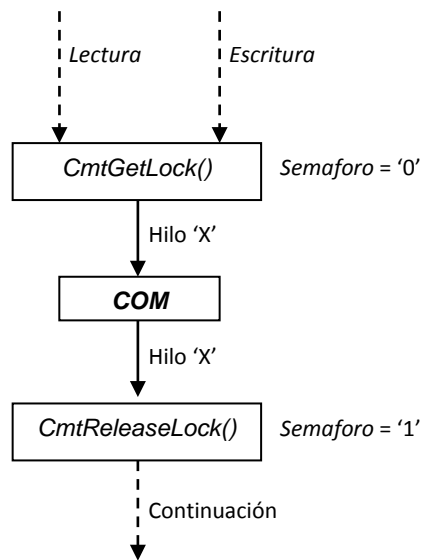 Lectura
Escritura
CmtGetLock()
Semaforo = ‘0’
Hilo ‘X’
COM
Hilo ‘X’
CmtReleaseLock()
Semaforo = ‘1’
Continuación